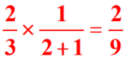 2/3 × 1/(2+1) = 2/9